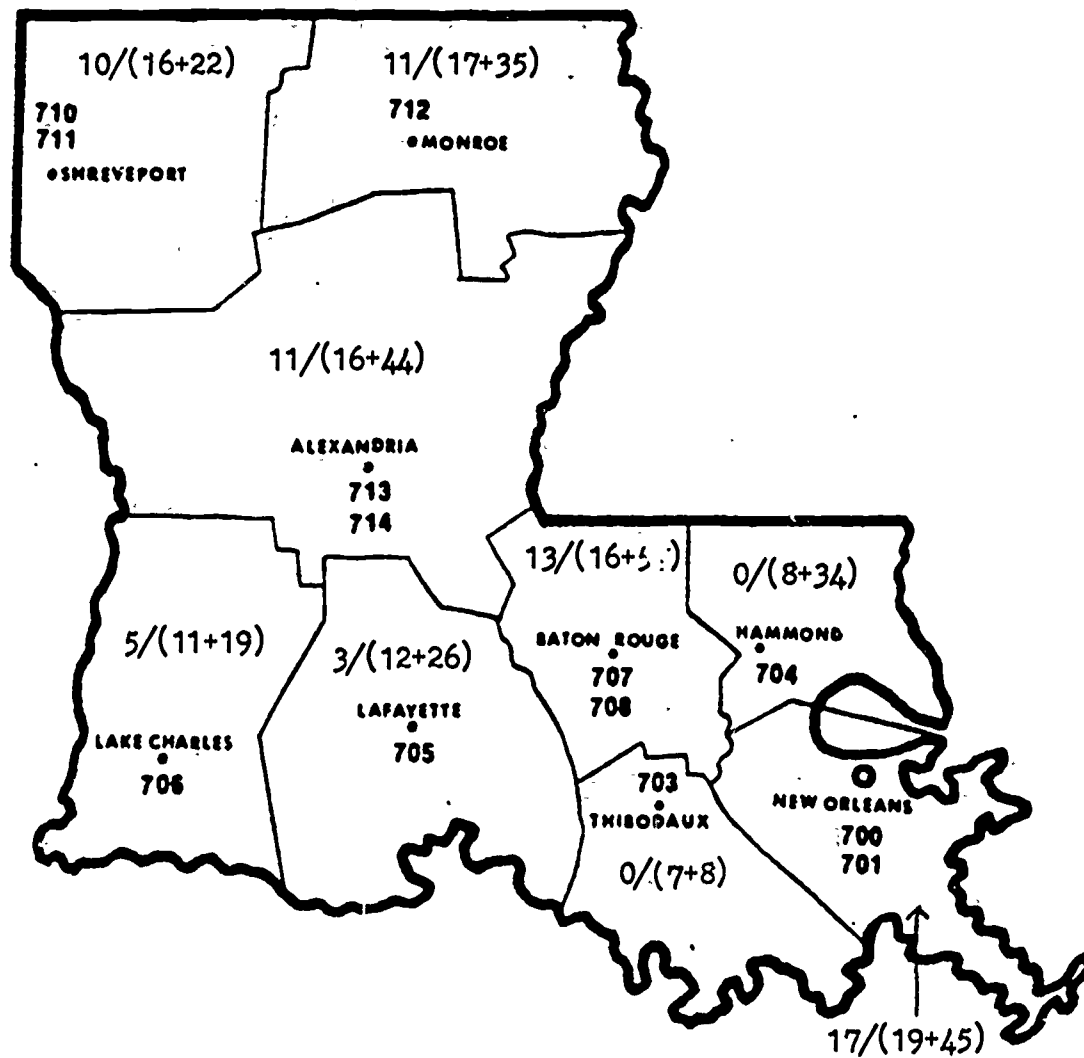 10/(16+22)
710
711
SHREVEPORT
11/(17+35)
712
MONROE
11/(16+44)
ALEXANDRIA
713
714
5/(11+19)
LAKE CHARLES
706
3/(12+26)
LAFAYETTE
705
BATON ROUGE
707
708
0/(8+34)
HAMMOND
704
703
THIBODAUX
0/(7+8)
NEW ORLEANS
700
701
17/(19+45)